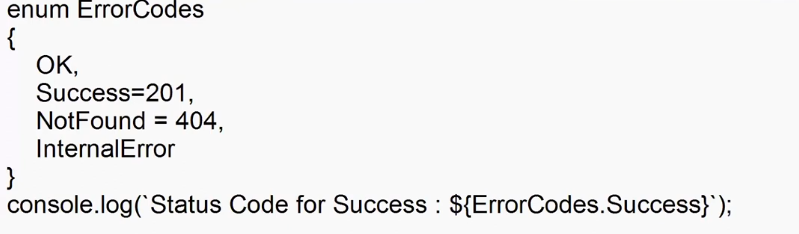 enum ErrorCodes
{
OK,
Success=201,
NotFound = 404,
InternalError
}
console.log(`Status Code for Success : ${ErrorCodes.Success}`);